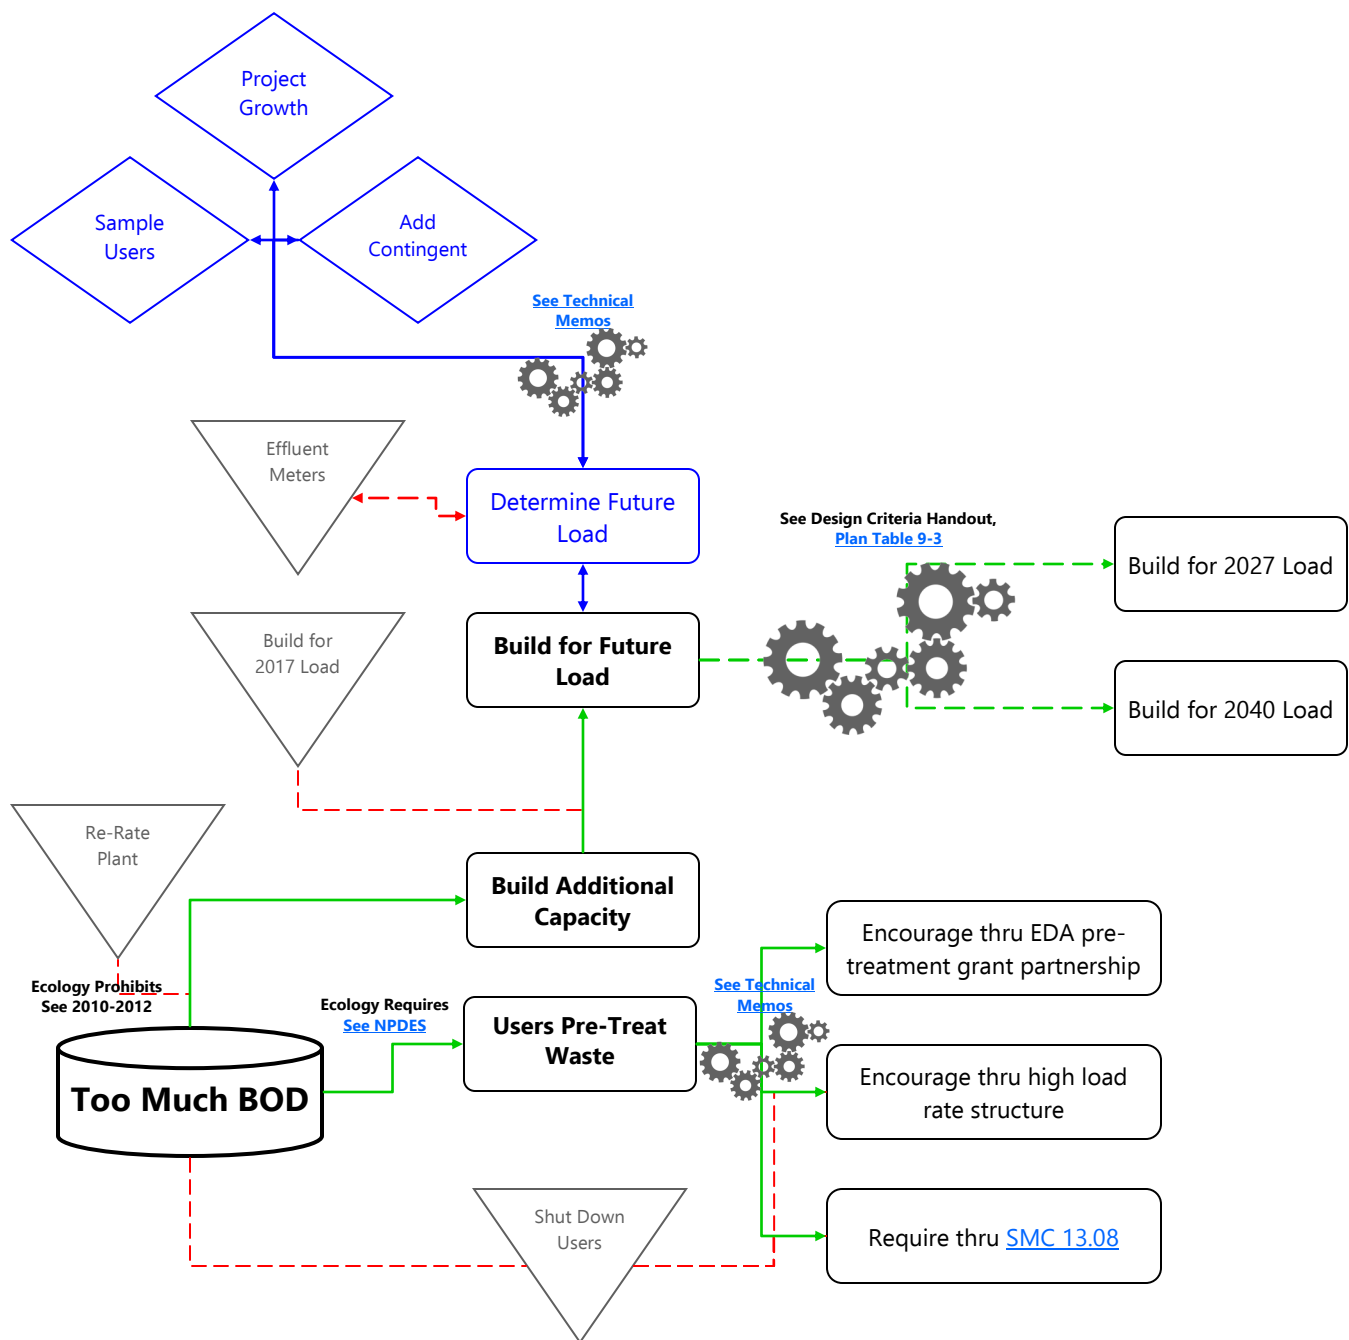 Project
Growth
Sample
Users
Add
Contingent
See Technical
Memos
Effluent
Meters
Determine Future
Load
See Design Criteria Handout,
Plan Table 9-3
Build for 2027 Load
Build for
2017 Load
Build for Future
Load
Build for 2040 Load
Re-Rate
Plant
Build Additional
Capacity
Encourage thru EDA pre-
treatment grant partnership
Ecology Prohibits
See 2010-2012
Ecology Requires
See NPDES
Users Pre-Treat
Waste
See Technical
Memos
Too Much BOD
Encourage thru high load
rate structure
Shut Down
Users
Require thru SMC 13.08